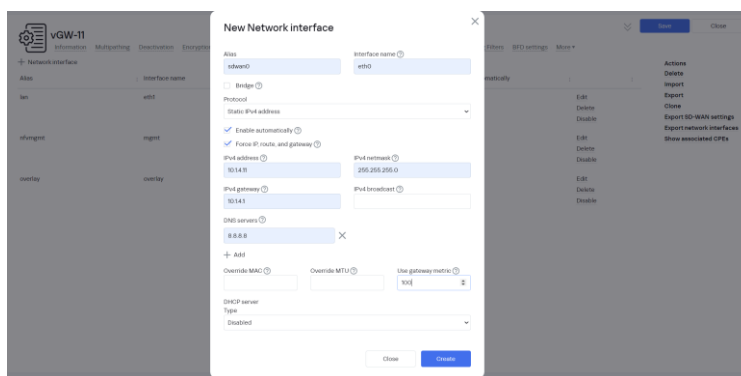 vGW-11
Information Multipathing Deactivation Encryption
Filters BFD settings More
Save
Close
+ Network interface
Alias
Interface name
lan
eth1
Edit
Delete
Disable
mgmt
Edit
Delete
Disable
overlay
overlay
Edit
Delete
Disable
Actions
Delete
Import
Export
Clone
Export SD-WAN settings
Export network interfaces
Show associated CPEs
New Network interface
Alias
Interface name
sdwan0
eth0
Bridge
Protocol
Static IPv4 address
Enable automatically
Force IP, route, and gateway
IPv4 address
IPv4 netmask
10.1.4.11
255.255.255.0
IPv4 gateway
IPv4 broadcast
10.1.4.1
DNS servers
8.8.8.8
+ Add
Override MAC
Override MTU
Use gateway metric
100
DHCP server
Type
Disabled
Close
Create